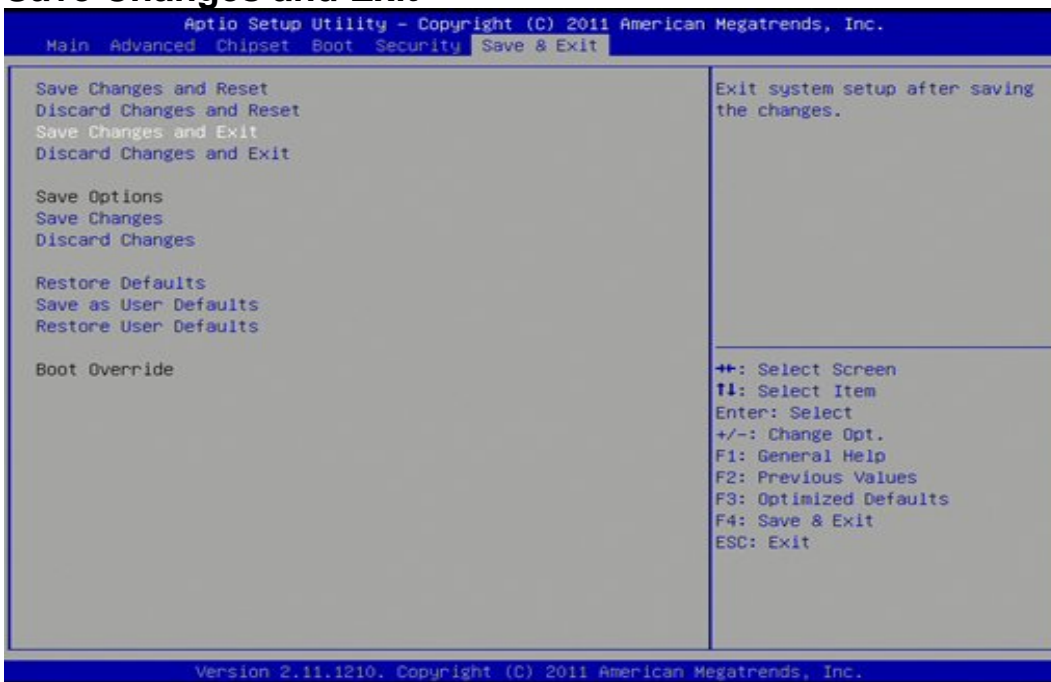 Save Changes and Exit
Aptio Setup Utility – Copyright (C) 2011 American Megatrends, Inc.
Main Advanced Chipset Boot Security Save & Exit
Save Changes and Reset
Discard Changes and Reset
Save Changes and Exit
Discard Changes and Exit
Save Options
Save Changes
Discard Changes
Restore Defaults
Save as User Defaults
Restore User Defaults
Boot Override
Exit system setup after saving
the changes.
→←: Select Screen
↑↓: Select Item
Enter: Select
+/-: Change Opt.
F1: General Help
F2: Previous Values
F3: Optimized Defaults
F4: Save & Exit
ESC: Exit
Version 2.11.1210. Copyright (C) 2011 American Megatrends, Inc.